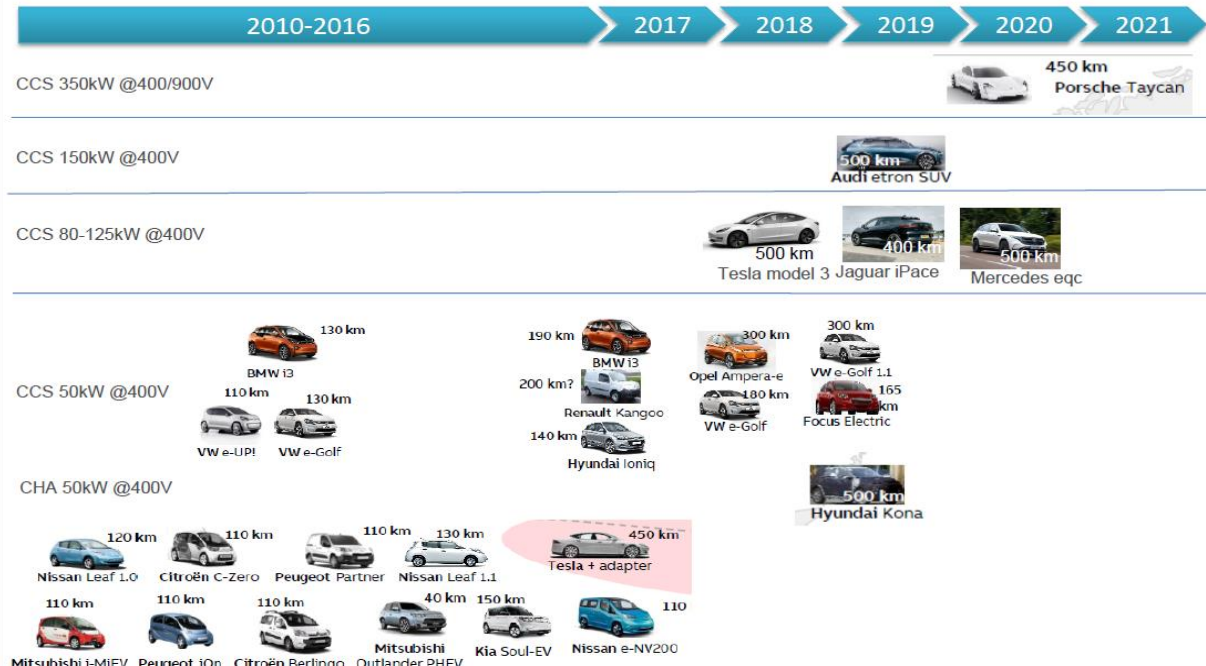 2010-2016
2017
2018
2019
2020
2021
CCS 350kW @400/900V
450 km
Porsche Taycan
CCS 150kW @400V
500 km
Audi etron SUV
CCS 80-125kW @400V
500 km
Tesla model 3
400 km
Jaguar iPace
500 km
Mercedes eqc
CCS 50kW @400V
130 km
BMW i3
110 km
VW e-UP!
130 km
VW e-Golf
190 km
BMW i3
200 km?
Renault Kangoo
140 km
Hyundai Ioniq
300 km
Opel Ampera-e
180 km
VW e-Golf
300 km
VW e-Golf 1.1
165
km
Focus Electric
CHA 50kW @400V
500 km
Hyundai Kona
120 km
Nissan Leaf 1.0
110 km
Citroën C-Zero
110 km
Peugeot Partner
130 km
Nissan Leaf 1.1
450 km
Tesla + adapter
110 km
Mitsubishi i-MiEV
110 km
Peugeot iOn
110 km
Citroën Berlingo
40 km
Mitsubishi
Outlander PHEV
150 km
Kia Soul-EV
110
Nissan e-NV200